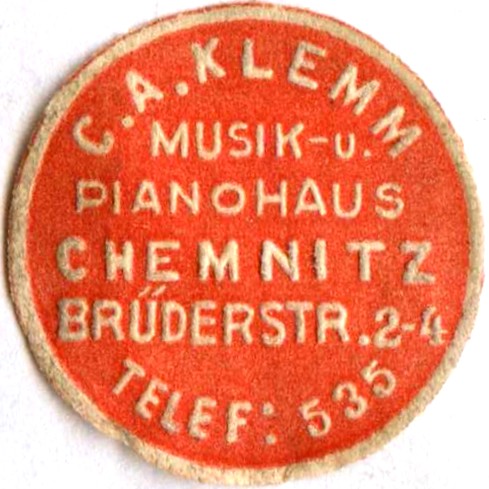 C.A.KLEMM
MUSIK-u.
PIANOHAUS
CHEMNITZ
BRÜDERSTR.2-4
TELEF: 535